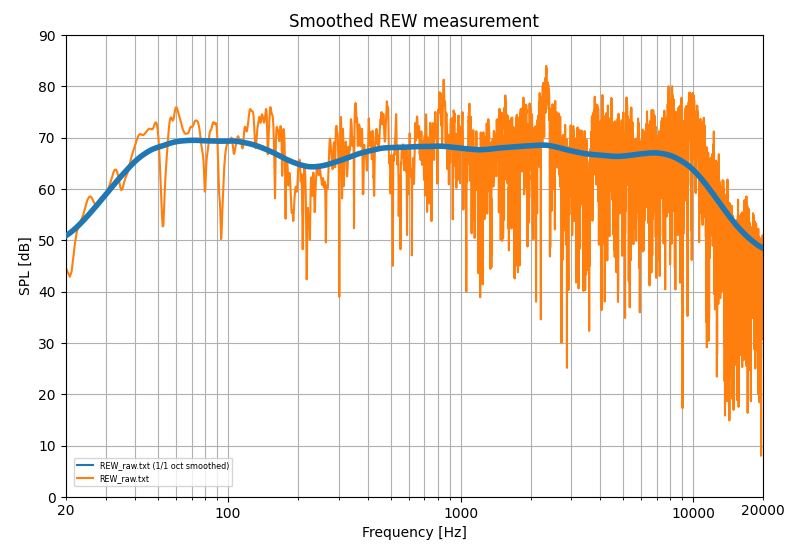 Smoothed REW measurement
90
80
70
60
50
40
30
20
10
0
SPL [dB]
REW_raw.txt (1/1 oct smoothed)
REW_raw.txt
20 100 1000 10000 20000
Frequency [Hz]